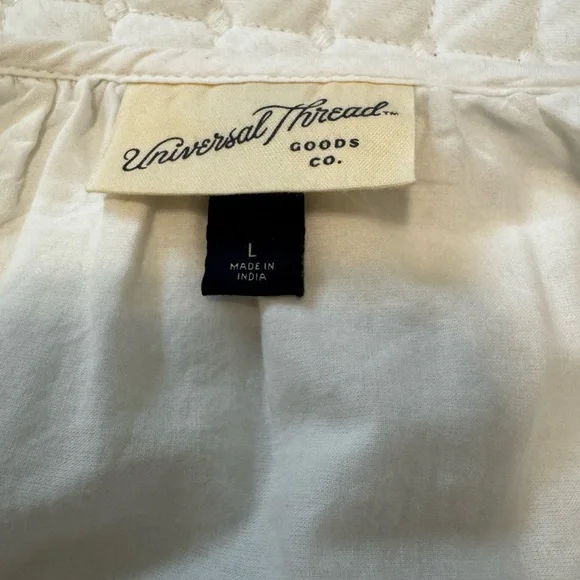 Universal Thread™
GOODS
CO.
L
MADE IN
INDIA